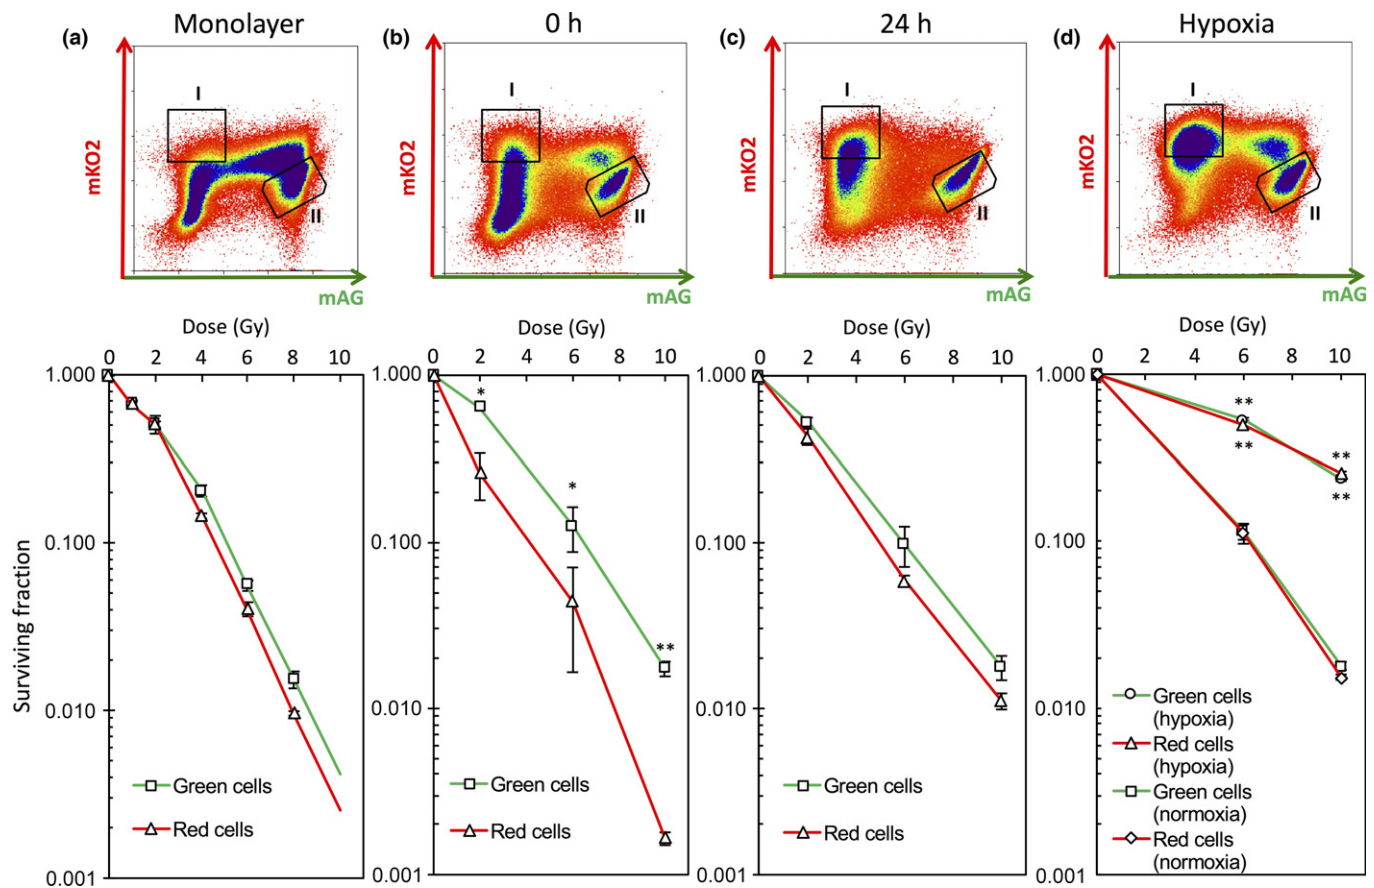 (a) Monolayer
I
II
mKO2
mAG
(b) 0 h
I
II
mKO2
mAG
(c) 24 h
I
II
mKO2
mAG
(d) Hypoxia
I
II
mKO2
mAG
Surviving fraction
Dose (Gy)
0 2 4 6 8 10
1.000
0.100
0.010
0.001
Green cells
Red cells
Dose (Gy)
0 2 4 6 8 10
1.000
0.100
0.010
0.001
*
*
**
Green cells
Red cells
Dose (Gy)
0 2 4 6 8 10
1.000
0.100
0.010
0.001
Green cells
Red cells
Dose (Gy)
0 2 4 6 8 10
1.000
0.100
0.010
0.001
**
**
**
**
Green cells
(hypoxia)
Red cells
(hypoxia)
Green cells
(normoxia)
Red cells
(normoxia)